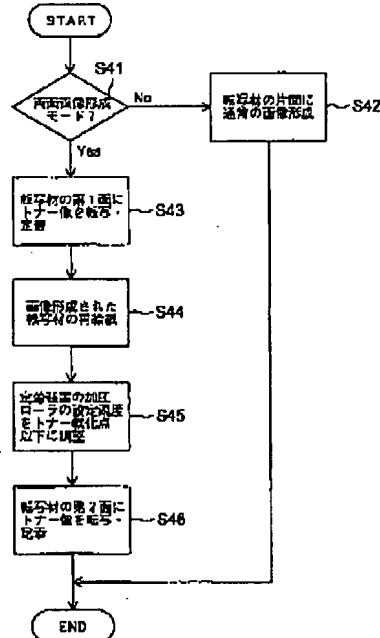 START
S41
両面画像形成
モード?
No
Yes
転写材の片面に
通常の画像形成
S42
転写材の第1面に
トナー像を転写・
定着
S43
画像形成された
転写材の再給紙
S44
定着装置の加圧
ローラの設定温度
をトナー軟化点
以下に調整
S45
転写材の第2面に
トナー像を転写・
定着
S46
END